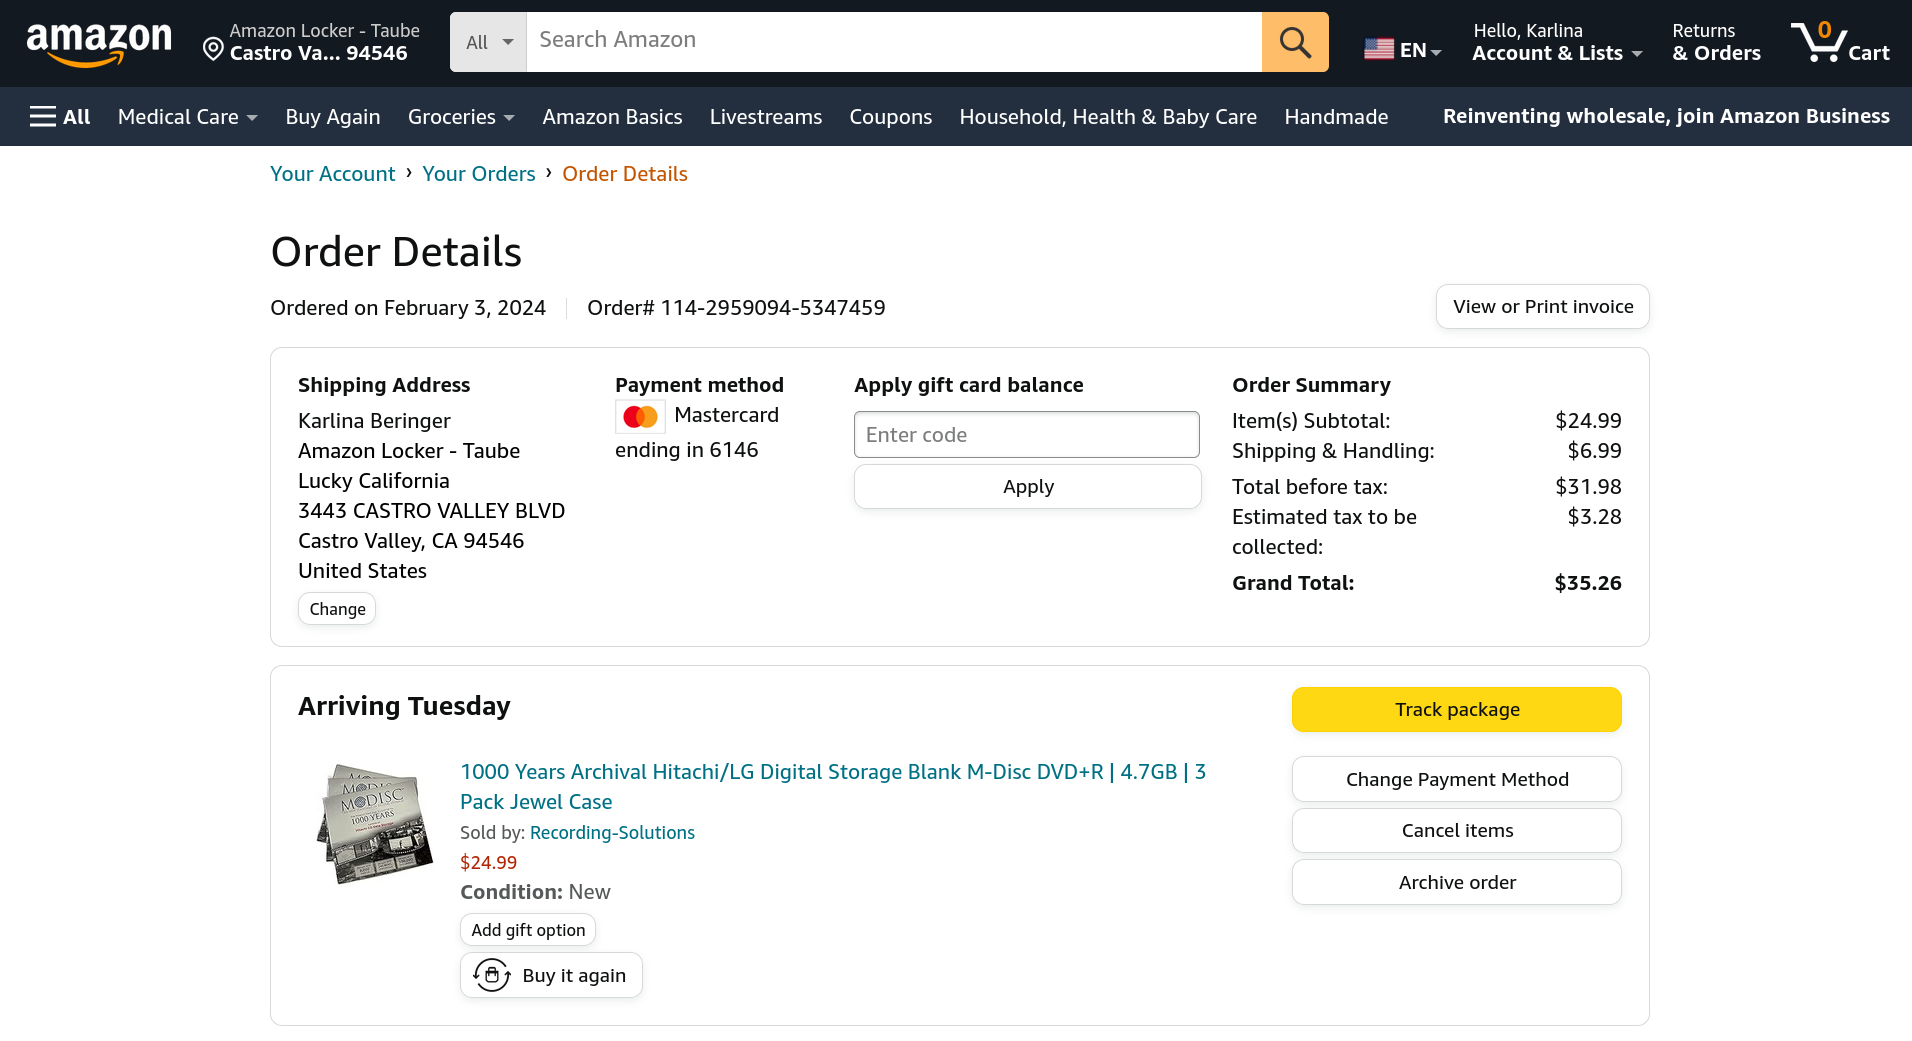 amazon
Amazon Locker - Taube
Castro Va... 94546
All
Search Amazon
EN
Hello, Karlina
Account & Lists
Returns
& Orders
0
Cart
All
Medical Care
Buy Again
Groceries
Amazon Basics
Livestreams
Coupons
Household, Health & Baby Care
Handmade
Reinventing wholesale, join Amazon Business
Your Account › Your Orders › Order Details
Order Details
Ordered on February 3, 2024
Order# 114-2959094-5347459
View or Print invoice
Shipping Address
Karlina Beringer
Amazon Locker - Taube
Lucky California
3443 CASTRO VALLEY BLVD
Castro Valley, CA 94546
United States
Change
Payment method
Mastercard
ending in 6146
Apply gift card balance
Enter code
Apply
Order Summary
Item(s) Subtotal: $24.99
Shipping & Handling: $6.99
Total before tax: $31.98
Estimated tax to be $3.28
collected:
Grand Total: $35.26
Arriving Tuesday
MDISC
1000 YEARS
1000 Years Archival Hitachi/LG Digital Storage Blank M-Disc DVD+R | 4.7GB | 3
Pack Jewel Case
Sold by: Recording-Solutions
$24.99
Condition: New
Add gift option
Buy it again
Track package
Change Payment Method
Cancel items
Archive order